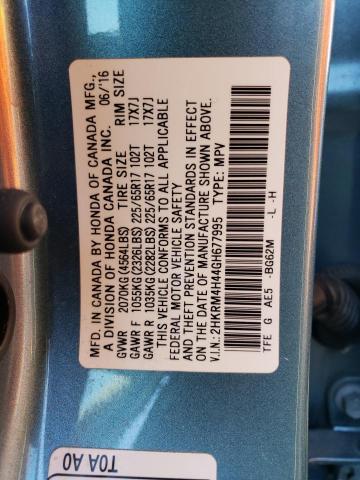 MFD. IN CANADA BY HONDA OF CANADA MFG.,
A DIVISION OF HONDA CANADA INC. 06/16
GVWR 2070KG(4564LBS) TIRE SIZE RIM SIZE
GAWR F 1055KG(2326LBS) 225/65R17 102T 17X7J
GAWR R 1035KG(2282LBS) 225/65R17 102T 17X7J
THIS VEHICLE CONFORMS TO ALL APPLICABLE
FEDERAL MOTOR VEHICLE SAFETY
AND THEFT PREVENTION STANDARDS IN EFFECT
ON THE DATE OF MANUFACTURE SHOWN ABOVE.
V.I.N.: 2HKRM4H44GH677995 TYPE: MPV
TFE G AE5 -BG62M -L -H
T0A A0